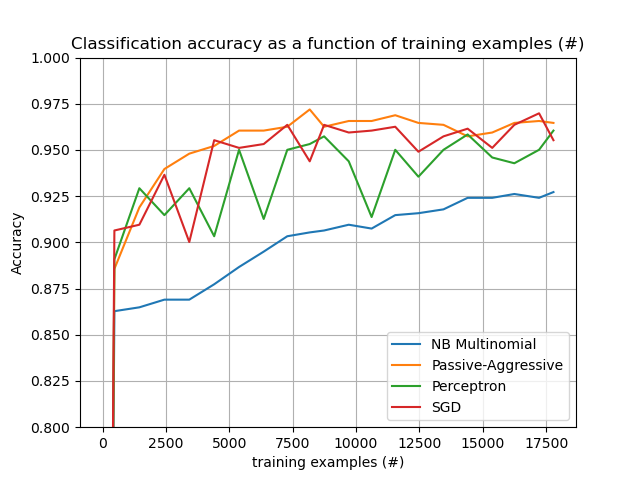 Classification accuracy as a function of training examples (#)
1.000
0.975
0.950
0.925
0.900
0.875
0.850
0.825
0.800
Accuracy
NB Multinomial
Passive-Aggressive
Perceptron
SGD
0 2500 5000 7500 10000 12500 15000 17500
training examples (#)